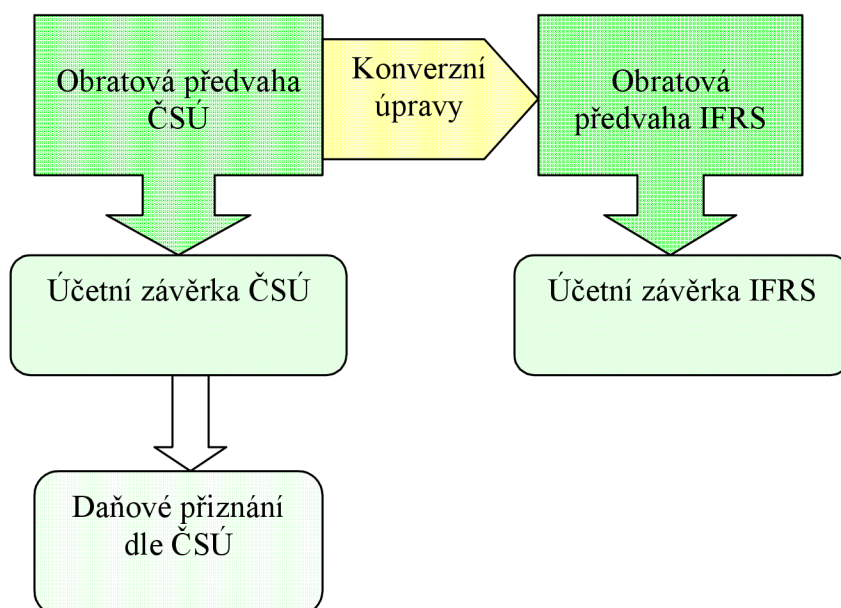 Obratová předvaha
ČSÚ
Konverzní
úpravy
Obratová
předvaha IFRS
Účetní závěrka ČSÚ
Účetní závěrka IFRS
Daňové přiznání
dle ČSÚ